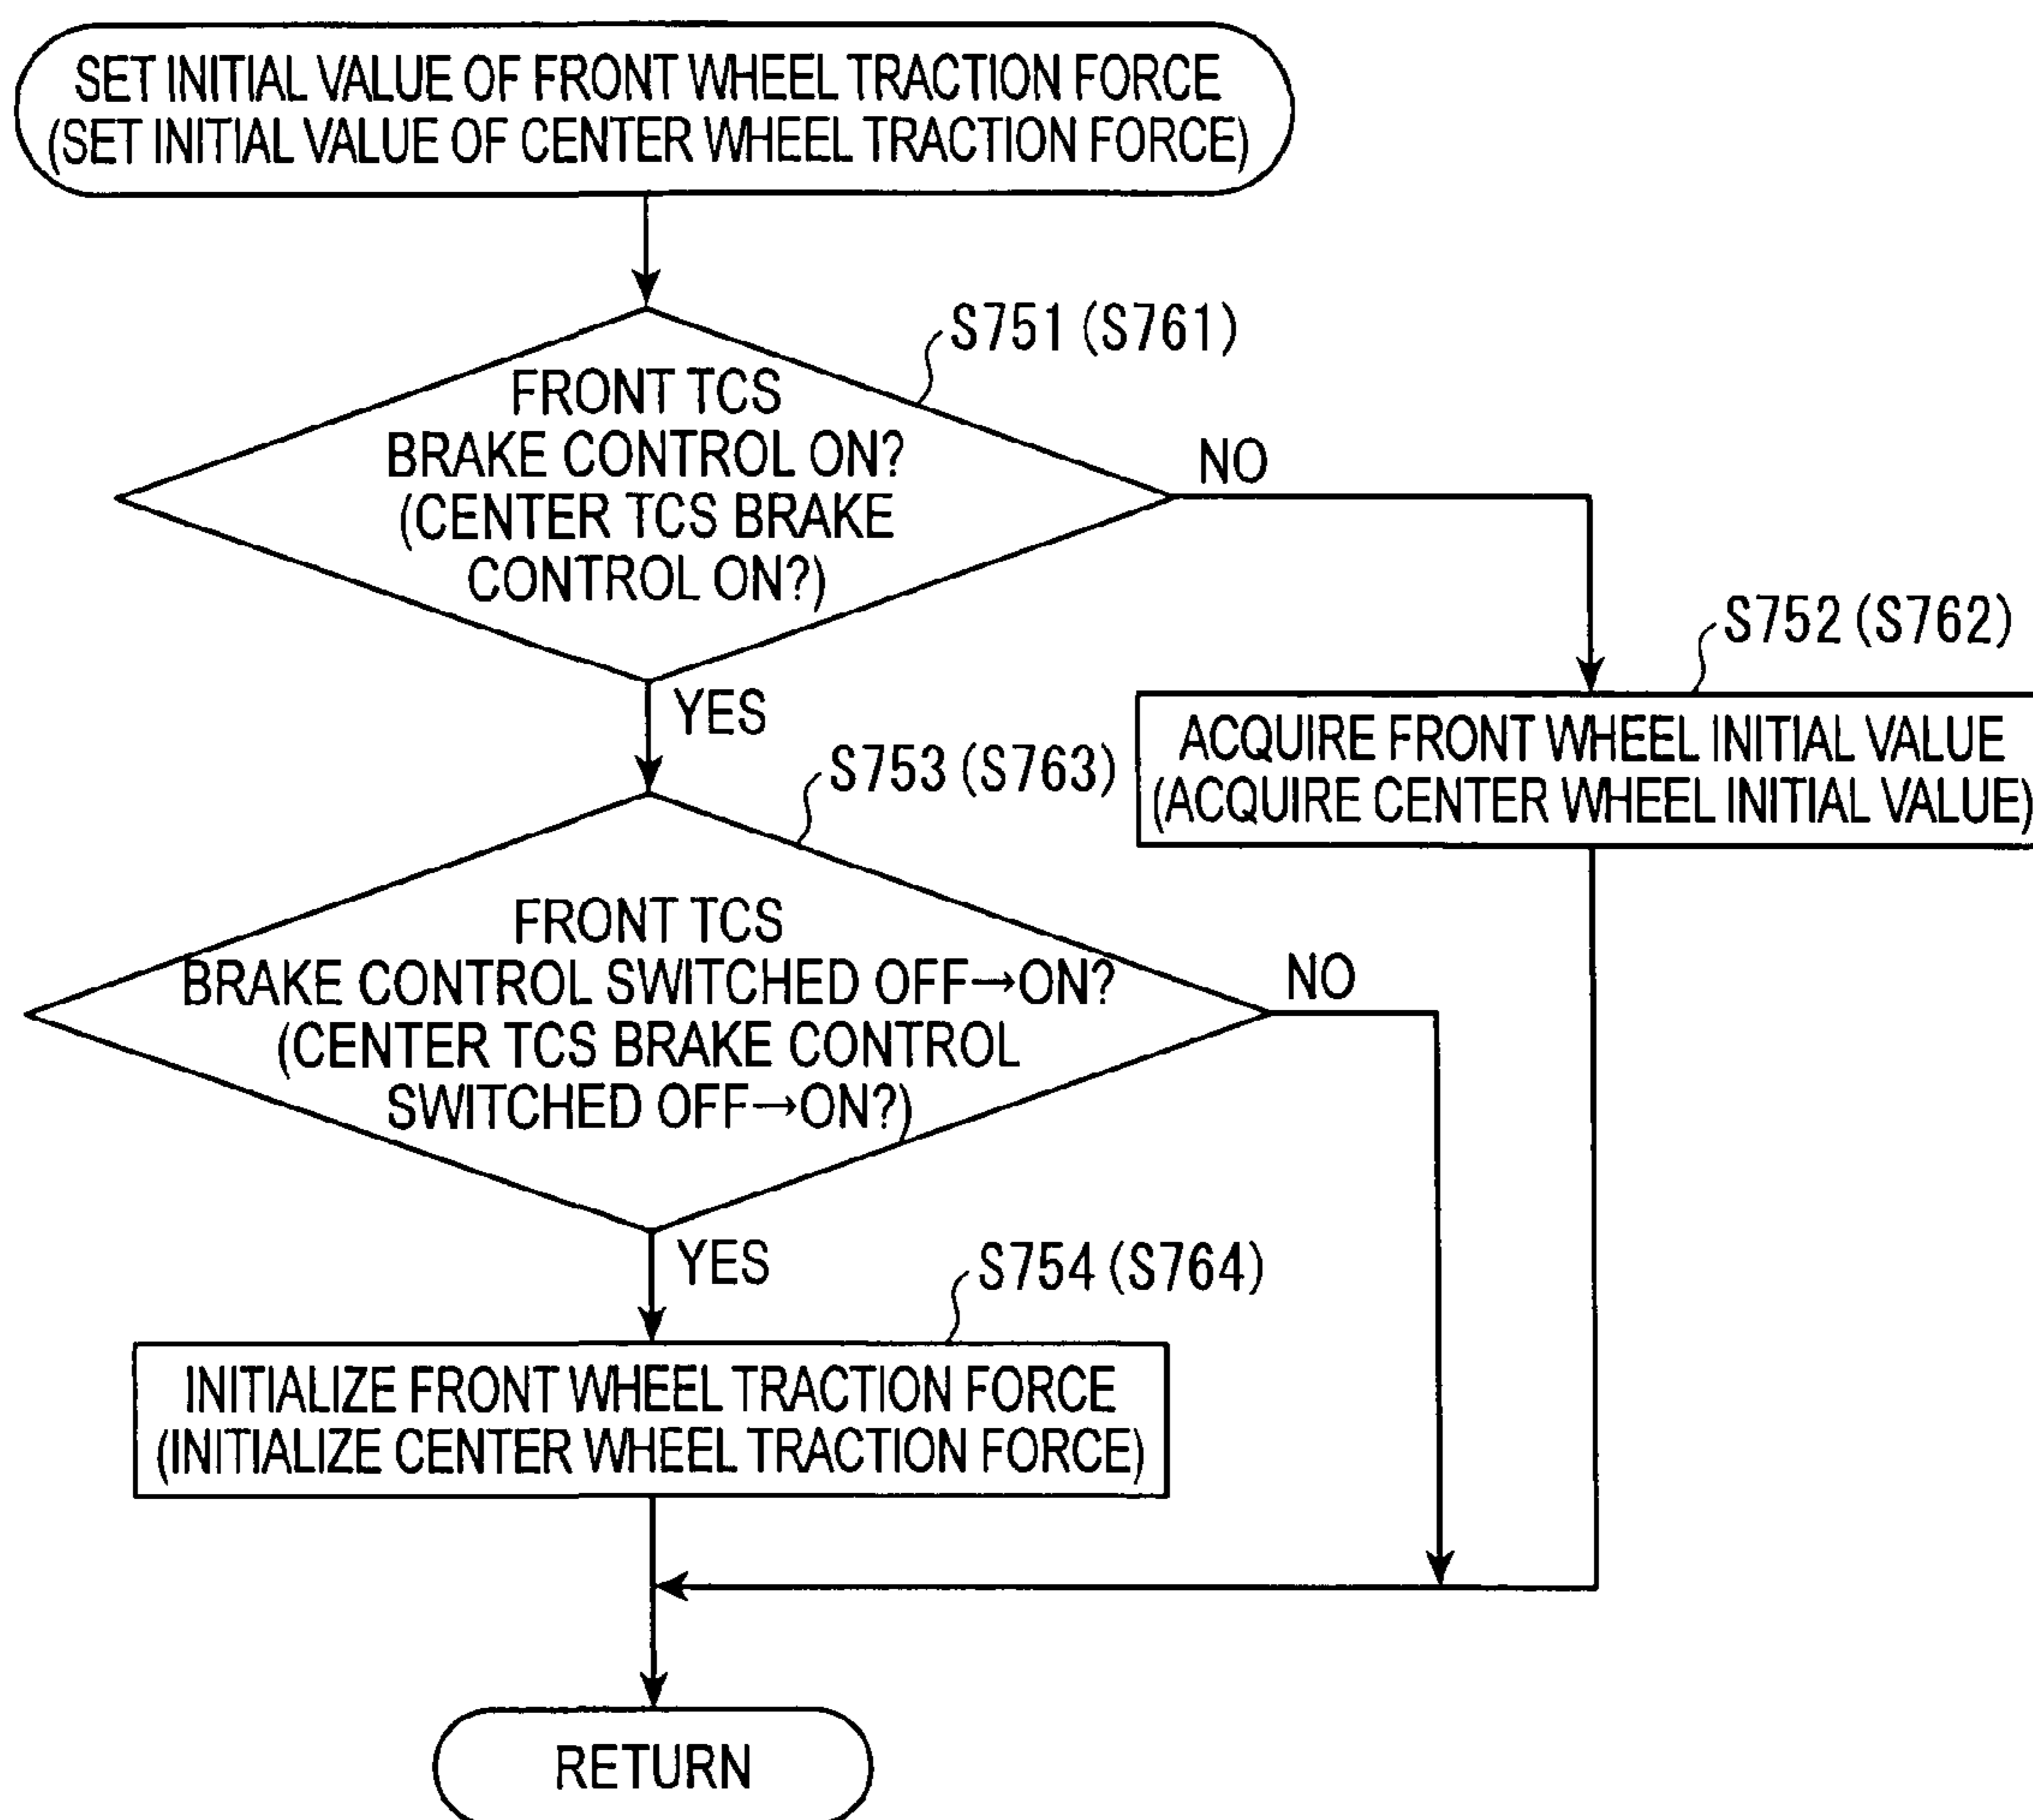 SET INITIAL VALUE OF FRONT WHEEL TRACTION FORCE
(SET INITIAL VALUE OF CENTER WHEEL TRACTION FORCE)
S751 (S761)
FRONT TCS
BRAKE CONTROL ON?
(CENTER TCS BRAKE
CONTROL ON?)
NO
YES
S752 (S762)
ACQUIRE FRONT WHEEL INITIAL VALUE
(ACQUIRE CENTER WHEEL INITIAL VALUE)
S753 (S763)
FRONT TCS
BRAKE CONTROL SWITCHED OFF→ON?
(CENTER TCS BRAKE CONTROL
SWITCHED OFF→ON?)
NO
YES
S754 (S764)
INITIALIZE FRONT WHEEL TRACTION FORCE
(INITIALIZE CENTER WHEEL TRACTION FORCE)
RETURN